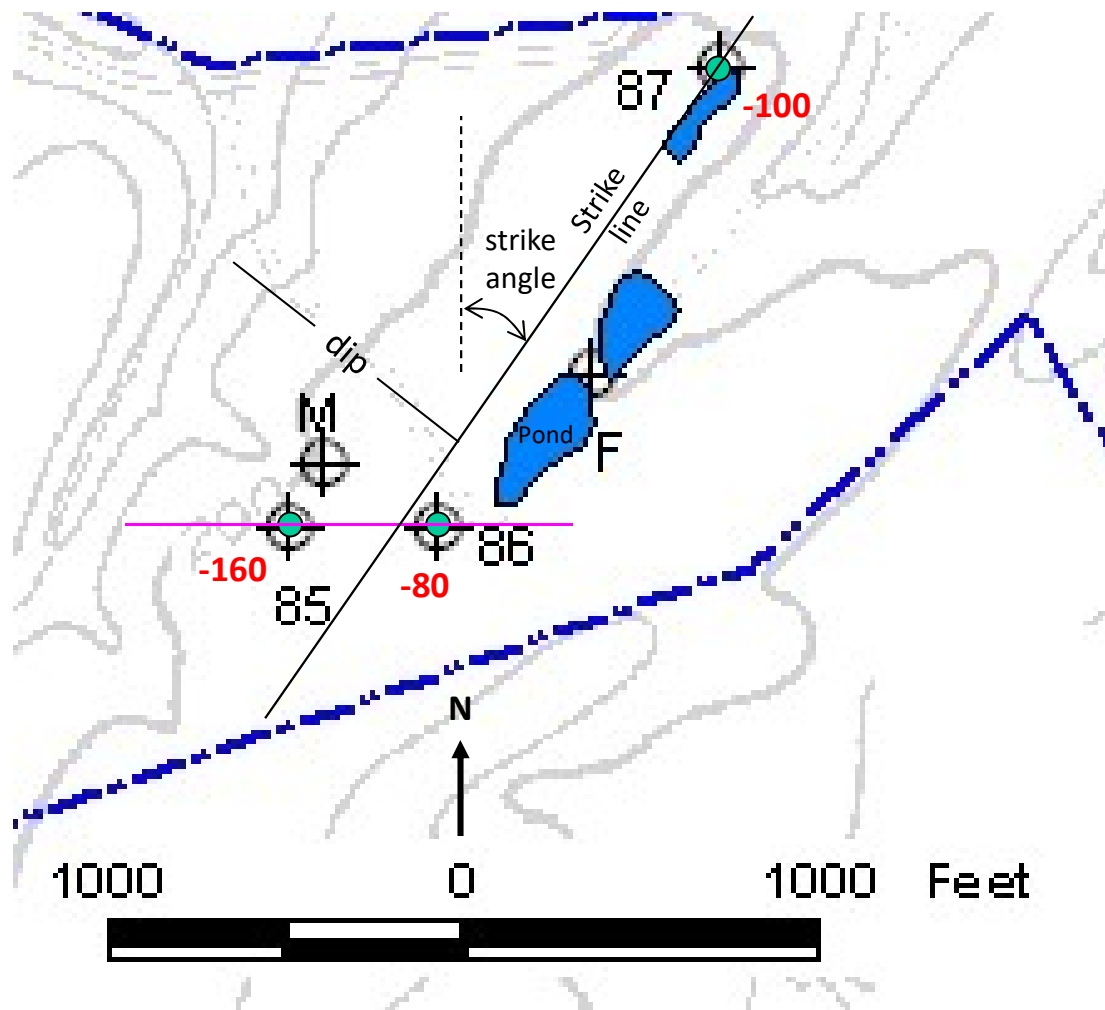 87
-100
Strike
line
strike
angle
dip
M
Pond
F
86
-160
-80
85
N
1000 0 1000 Feet